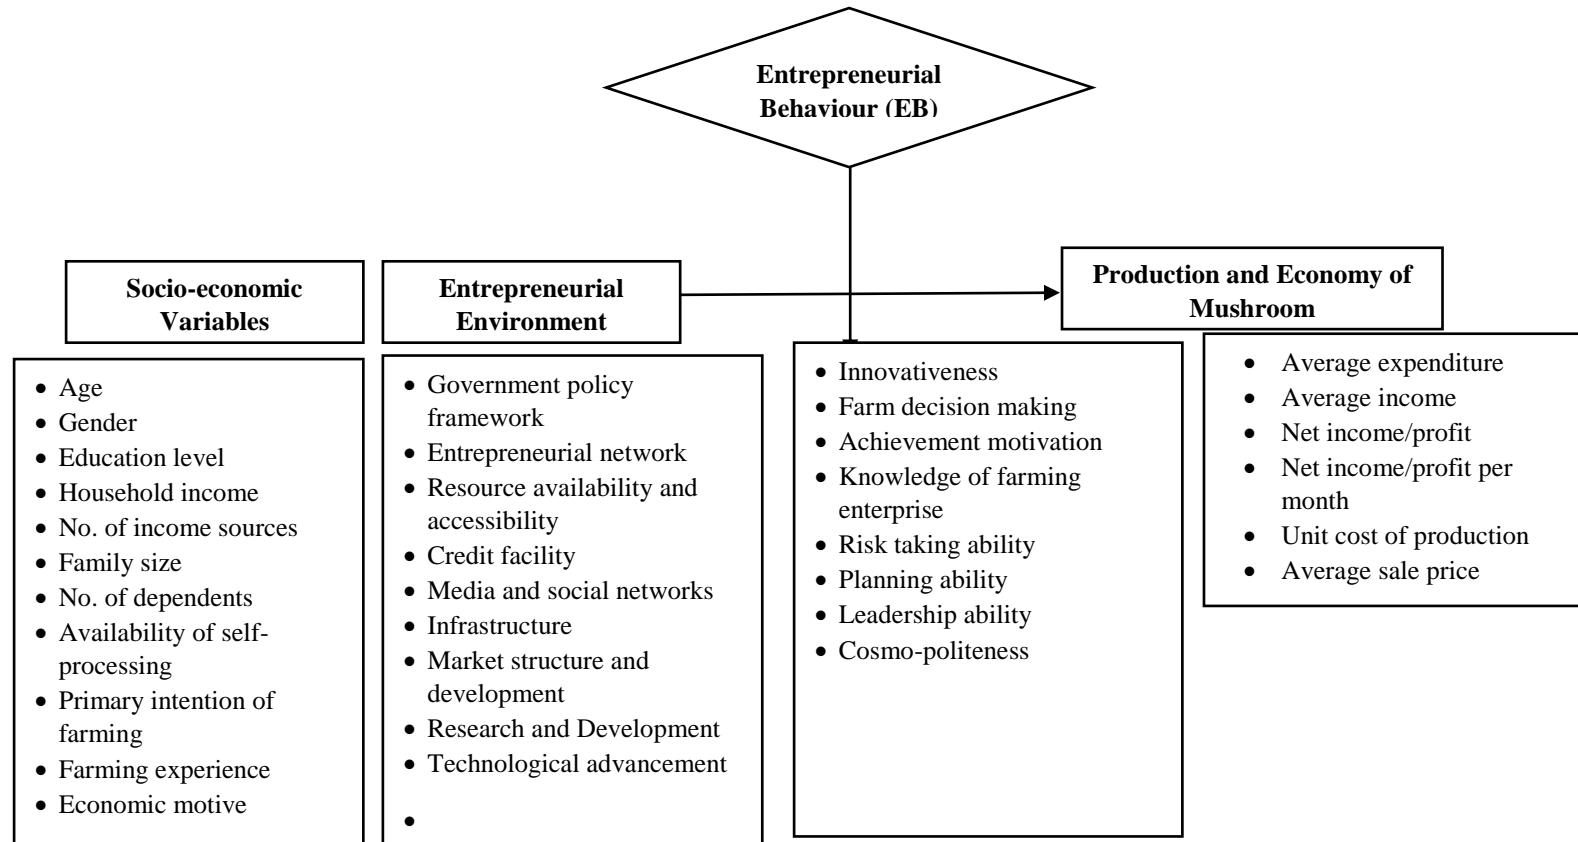 Entrepreneurial
Behaviour (EB)
Socio-economic
Variables
Entrepreneurial
Environment
Production and Economy of
Mushroom
• Age
• Gender
• Education level
• Household income
• No. of income sources
• Family size
• No. of dependents
• Availability of self-
processing
• Primary intention of
farming
• Farming experience
• Economic motive
• Government policy
framework
• Entrepreneurial network
• Resource availability and
accessibility
• Credit facility
• Media and social networks
• Infrastructure
• Market structure and
development
• Research and Development
• Technological advancement
•
• Innovativeness
• Farm decision making
• Achievement motivation
• Knowledge of farming
enterprise
• Risk taking ability
• Planning ability
• Leadership ability
• Cosmo-politeness
• Average expenditure
• Average income
• Net income/profit
• Net income/profit per
month
• Unit cost of production
• Average sale price